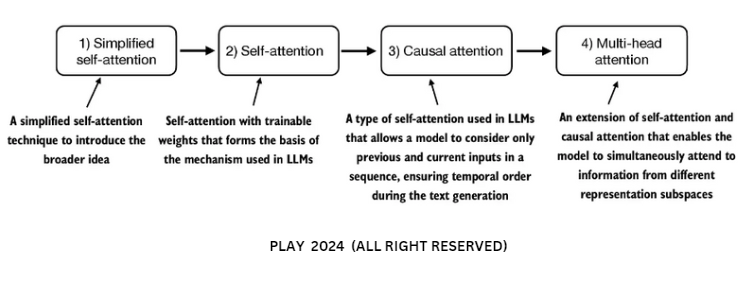 1) Simplified
self-attention
2) Self-attention
3) Causal attention
4) Multi-head
attention
A simplified self-attention
technique to introduce the
broader idea
Self-attention with trainable
weights that forms the basis of
the mechanism used in LLMs
A type of self-attention used in LLMs
that allows a model to consider only
previous and current inputs in a
sequence, ensuring temporal order
during the text generation
An extension of self-attention and
causal attention that enables the
model to simultaneously attend to
information from different
representation subspaces
PLAY 2024 (ALL RIGHT RESERVED)